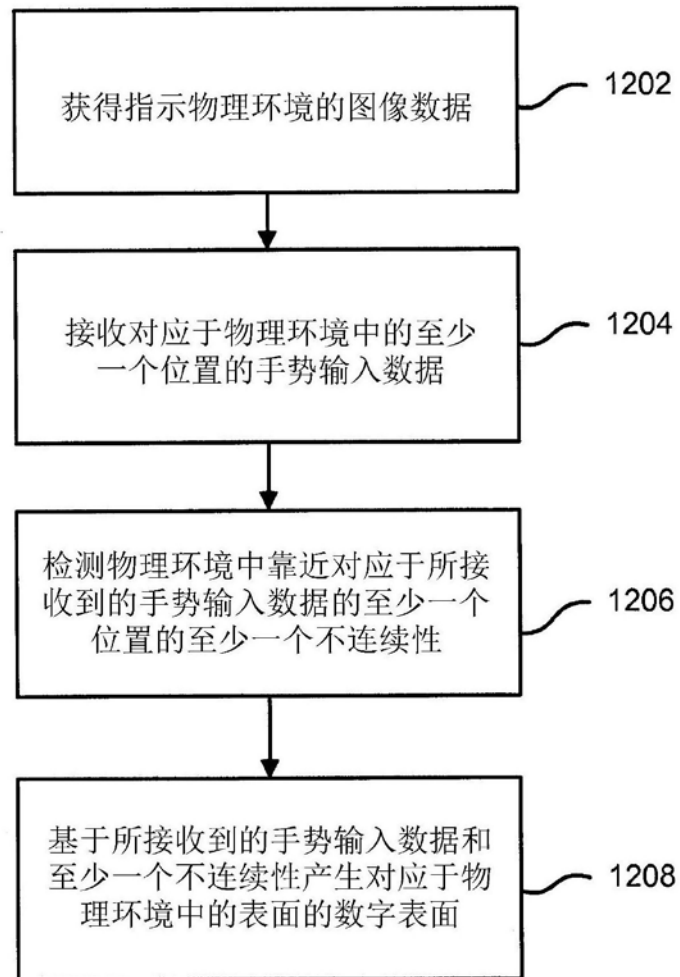 获得指示物理环境的图像数据
1202
接收对应于物理环境中的至少
一个位置的手势输入数据
1204
检测物理环境中靠近对应于所接
收到的手势输入数据的至少一个
位置的至少一个不连续性
1206
基于所接收到的手势输入数据和
至少一个不连续性产生对应于物
理环境中的表面的数字表面
1208